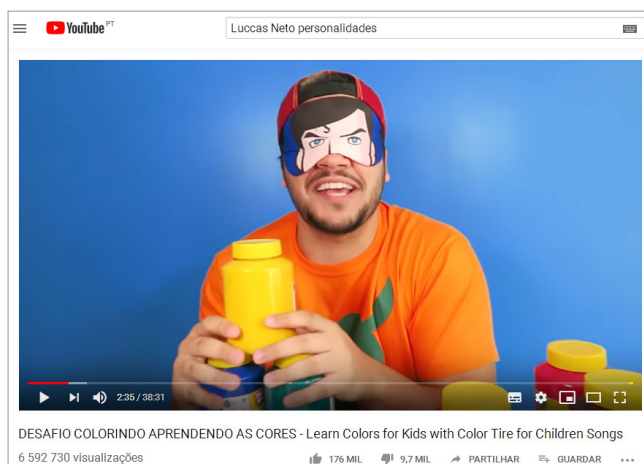 YouTube PT
Luccas Neto personalidades
2:35 / 38:31
DESAFIO COLORINDO APRENDENDO AS CORES - Learn Colors for Kids with Color Tire for Children Songs
6 592 730 visualizações
176 MIL
9,7 MIL
PARTILHAR
GUARDAR